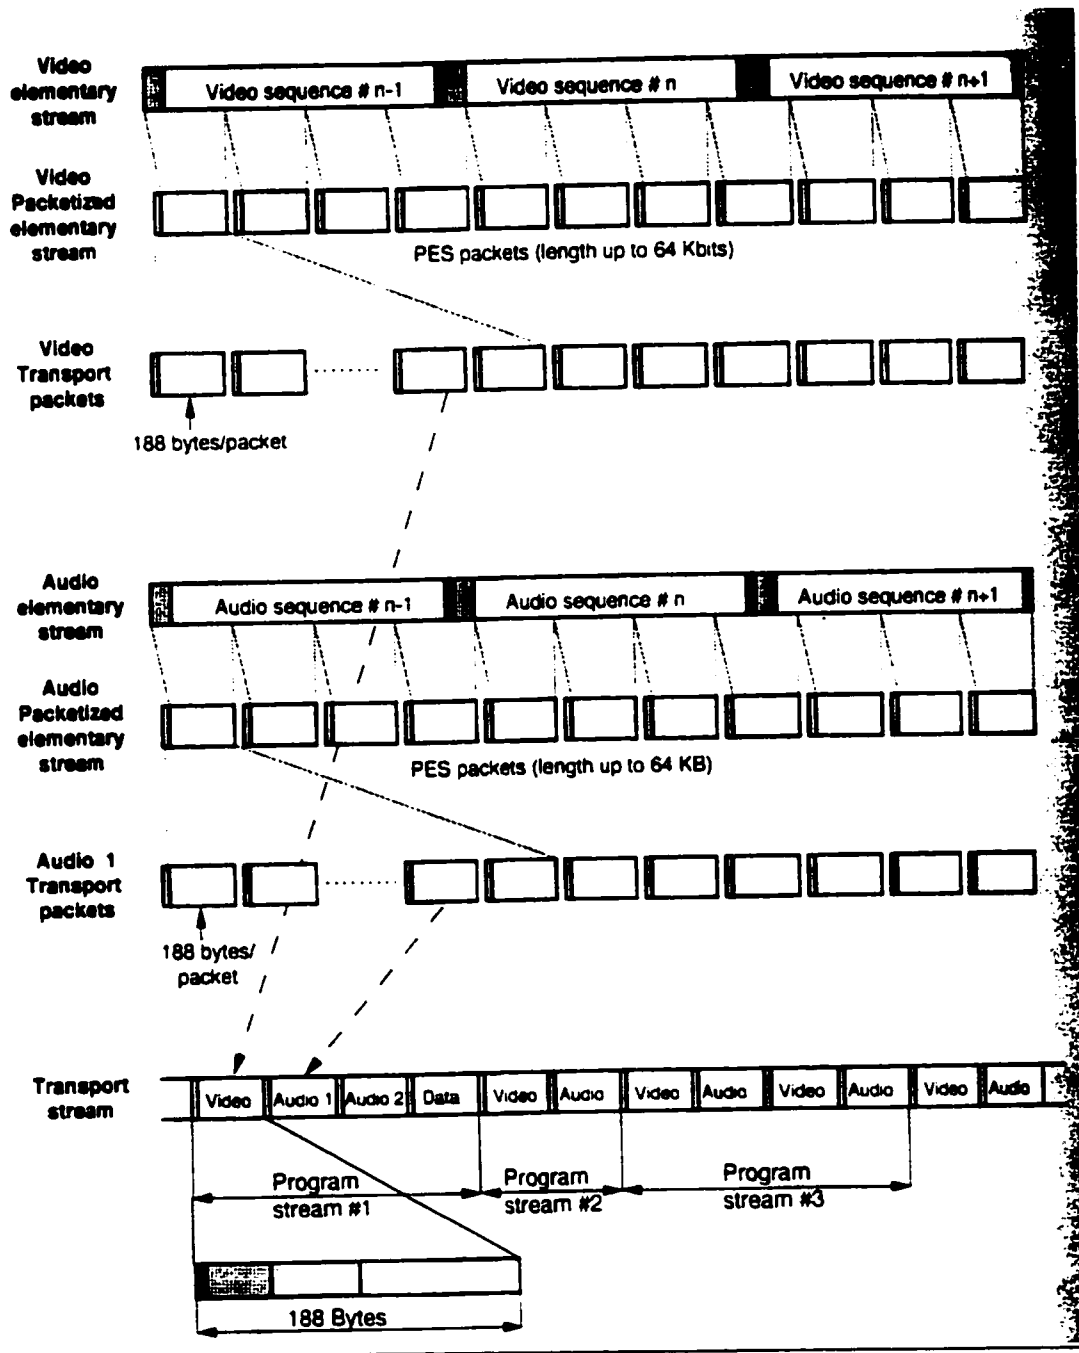 Video
elementary
stream
Video sequence # n-1
Video sequence # n
Video sequence # n+1
Video
Packetized
elementary
stream
PES packets (length up to 64 Kbits)
Video
Transport
packets
188 bytes/packet
Audio
elementary
stream
Audio sequence # n-1
Audio sequence # n
Audio sequence # n+1
Audio
Packetized
elementary
stream
PES packets (length up to 64 KB)
Audio 1
Transport
packets
188 bytes/
packet
Transport
stream
Video
Audio 1
Audio 2
Data
Video
Audio
Video
Audio
Video
Audio
Video
Audio
Program
stream #1
Program
stream #2
Program
stream #3
188 Bytes